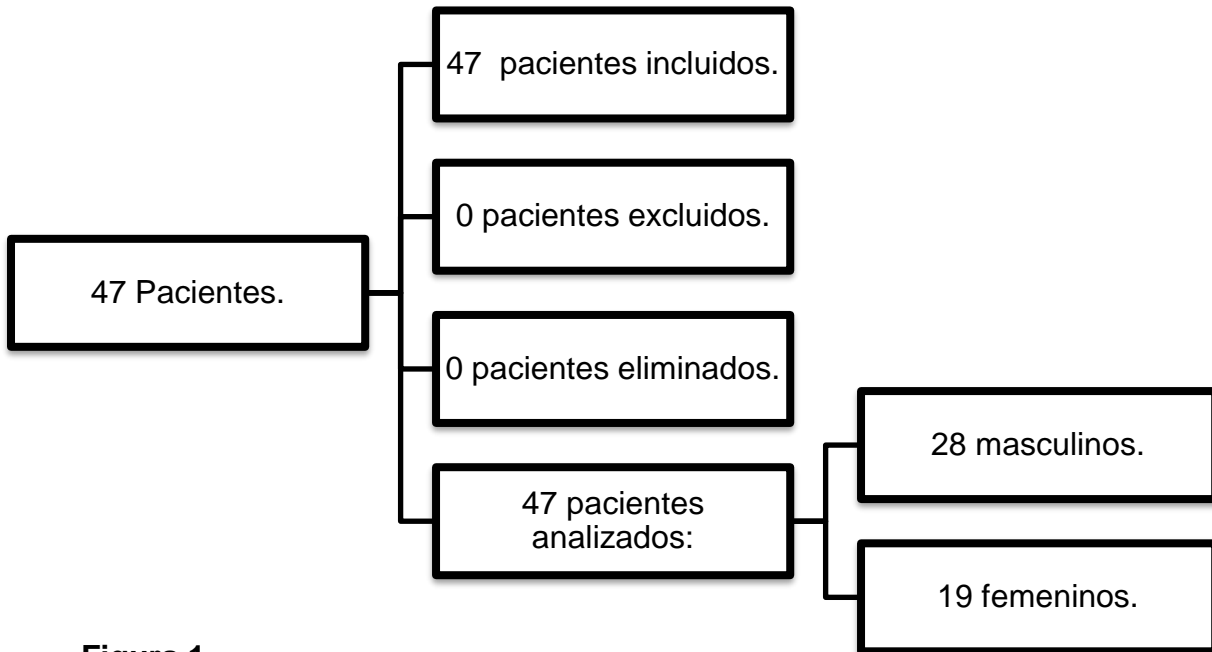 47 Pacientes.
47 pacientes incluidos.
0 pacientes excluidos.
0 pacientes eliminados.
47 pacientes
analizados:
28 masculinos.
19 femeninos.
Figura 1